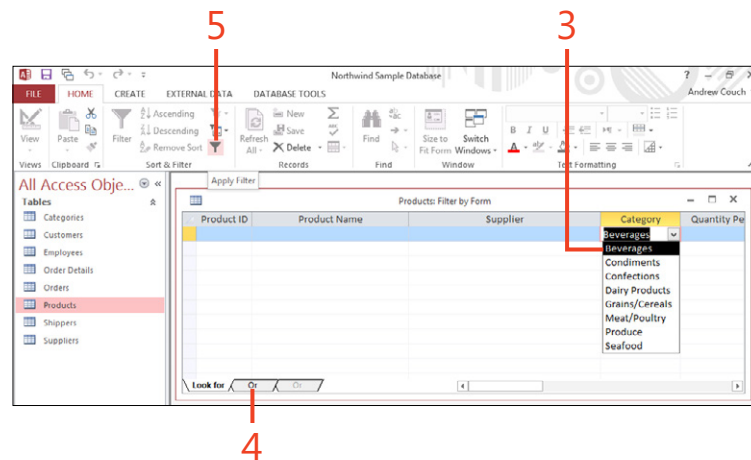 5 3
Northwind Sample Database
? Andrew Couch
FILE HOME CREATE EXTERNAL DATA DATABASE TOOLS
View Paste Filter Ascending Descending Remove Sort Refresh All New Save Delete Find Size to Fit Form Switch Windows B I U A
Views Clipboard Sort & Filter Records Find Window Text Formatting
Apply Filter
All Access Obje...
Tables
Categories
Customers
Employees
Order Details
Orders
Products
Shippers
Suppliers
Products: Filter by Form
Product ID Product Name Supplier Category Quantity Pe
Beverages
Beverages
Condiments
Confections
Dairy Products
Grains/Cereals
Meat/Poultry
Produce
Seafood
Look for Or Or
4